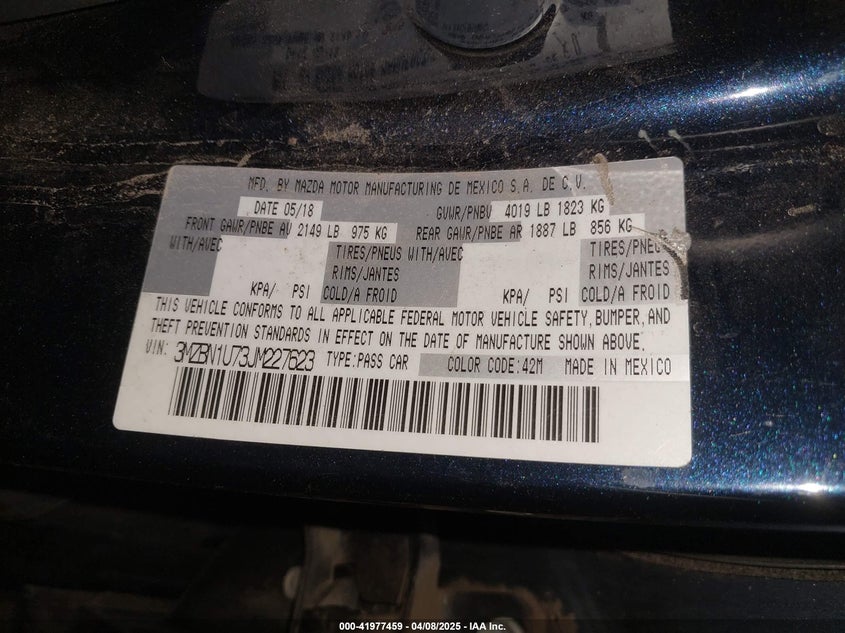 MFD. BY MAZDA MOTOR MANUFACTURING DE MEXICO S.A. DE C.V.
DATE 05/18 GVWR/PNBV 4019 LB 1823 KG
FRONT GAWR/PNBE AV 2149 LB 975 KG REAR GAWR/PNBE AR 1887 LB 856 KG
WITH/AVEC TIRES/PNEUS WITH/AVEC TIRES/PNEUS
RIMS/JANTES RIMS/JANTES
KPA/ PSI COLD/A FROID KPA/ PSI COLD/A FROID
THIS VEHICLE CONFORMS TO ALL APPLICABLE FEDERAL MOTOR VEHICLE SAFETY, BUMPER, AND
THEFT PREVENTION STANDARDS IN EFFECT ON THE DATE OF MANUFACTURE SHOWN ABOVE.
VIN: 3MZBN1U73JM227623 TYPE:PASS CAR COLOR CODE:42M MADE IN MEXICO
000-41977459 | 04/08/2025 - IAA Inc.